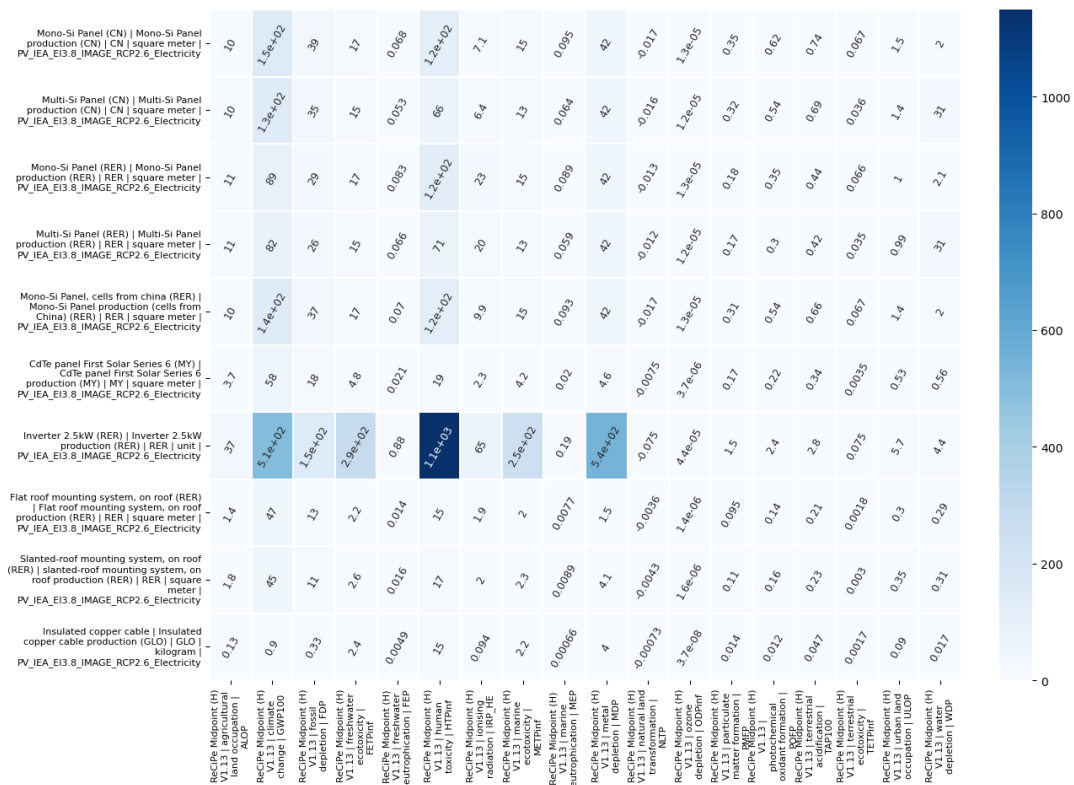 Mono-Si Panel (CN) | Mono-Si Panel
production (CN) | CN | square meter |
PV_IEA_EI3.8_IMAGE_RCP2.6_Electricity
10 1.5e+02 39 17 0.068 1.2e+02 7.1 15 0.095 42 -0.017 1.3e-05 0.35 0.62 0.74 0.067 1.5 2
Multi-Si Panel (CN) | Multi-Si Panel
production (CN) | CN | square meter |
PV_IEA_EI3.8_IMAGE_RCP2.6_Electricity
10 1.3e+02 35 15 0.053 66 6.4 13 0.064 42 -0.016 1.2e-05 0.32 0.54 0.69 0.036 1.4 31
Mono-Si Panel (RER) | Mono-Si Panel
production (RER) | RER | square meter |
PV_IEA_EI3.8_IMAGE_RCP2.6_Electricity
11 89 29 17 0.083 1.2e+02 23 15 0.089 42 -0.013 1.3e-05 0.18 0.35 0.44 0.066 1 2.1
Multi-Si Panel (RER) | Multi-Si Panel
production (RER) | RER | square meter |
PV_IEA_EI3.8_IMAGE_RCP2.6_Electricity
11 82 26 15 0.066 71 20 13 0.059 42 -0.012 1.2e-05 0.17 0.3 0.42 0.035 0.99 31
Mono-Si Panel, cells from china (RER) |
Mono-Si Panel production (cells from
China) (RER) | RER | square meter |
PV_IEA_EI3.8_IMAGE_RCP2.6_Electricity
10 1.4e+02 37 17 0.07 1.2e+02 9.9 15 0.093 42 -0.017 1.3e-05 0.31 0.54 0.66 0.067 1.4 2
CdTe panel First Solar Series 6 (MY) |
CdTe panel First Solar Series 6
production (MY) | MY | square meter |
PV_IEA_EI3.8_IMAGE_RCP2.6_Electricity
3.7 58 18 4.8 0.021 19 2.3 4.2 0.02 4.6 -0.0075 3.7e-06 0.17 0.22 0.34 0.0035 0.53 0.56
Inverter 2.5kW (RER) | Inverter 2.5kW
production (RER) | RER | unit |
PV_IEA_EI3.8_IMAGE_RCP2.6_Electricity
37 5.1e+02 1.5e+02 2.9e+02 0.88 1.1e+03 65 2.5e+02 0.19 5.4e+02 -0.075 4.4e-05 1.5 2.4 2.8 0.075 5.7 4.4
Flat roof mounting system, on roof (RER)
| Flat roof mounting system, on roof
production (RER) | RER | square meter |
PV_IEA_EI3.8_IMAGE_RCP2.6_Electricity
1.4 47 13 2.2 0.014 15 1.9 2 0.0077 1.5 -0.0036 1.4e-06 0.095 0.14 0.21 0.0018 0.3 0.29
Slanted-roof mounting system, on roof
(RER) | slanted-roof mounting system, on
roof production (RER) | RER | square
meter |
PV_IEA_EI3.8_IMAGE_RCP2.6_Electricity
1.8 45 11 2.6 0.016 17 2 2.3 0.0089 4.1 -0.0043 1.6e-06 0.11 0.16 0.23 0.003 0.35 0.31
Insulated copper cable | Insulated
copper cable production (GLO) | GLO |
kilogram |
PV_IEA_EI3.8_IMAGE_RCP2.6_Electricity
0.13 0.9 0.33 2.4 0.0049 15 0.094 2.2 0.00066 4 -0.00073 3.7e-08 0.014 0.012 0.047 0.0017 0.09 0.017
ReCiPe Midpoint (H)
V1.13 | agricultural
land occupation |
ALOP
ReCiPe Midpoint (H)
V1.13 | climate
change | GWP100
ReCiPe Midpoint (H)
V1.13 | fossil
depletion | FDP
ReCiPe Midpoint (H)
V1.13 | freshwater
ecotoxicity |
FETPinf
ReCiPe Midpoint (H)
V1.13 | freshwater
eutrophication | FEP
ReCiPe Midpoint (H)
V1.13 | human
toxicity | HTPinf
ReCiPe Midpoint (H)
V1.13 | ionising
radiation | IRP_HE
ReCiPe Midpoint (H)
V1.13 | marine
ecotoxicity |
METPinf
ReCiPe Midpoint (H)
V1.13 | marine
eutrophication | MEP
ReCiPe Midpoint (H)
V1.13 | metal
depletion | MDP
ReCiPe Midpoint (H)
V1.13 | natural land
transformation |
NLTP
ReCiPe Midpoint (H)
V1.13 | ozone
depletion | ODPinf
ReCiPe Midpoint (H)
V1.13 | particulate
matter formation |
PMFP
ReCiPe Midpoint (H)
V1.13 |
photochemical
oxidant formation |
POFP
ReCiPe Midpoint (H)
V1.13 | terrestrial
acidification |
TAP100
ReCiPe Midpoint (H)
V1.13 | terrestrial
ecotoxicity |
TETPinf
ReCiPe Midpoint (H)
V1.13 | urban land
occupation | ULOP
ReCiPe Midpoint (H)
V1.13 | water
depletion | WDP
1000
800
600
400
200
0